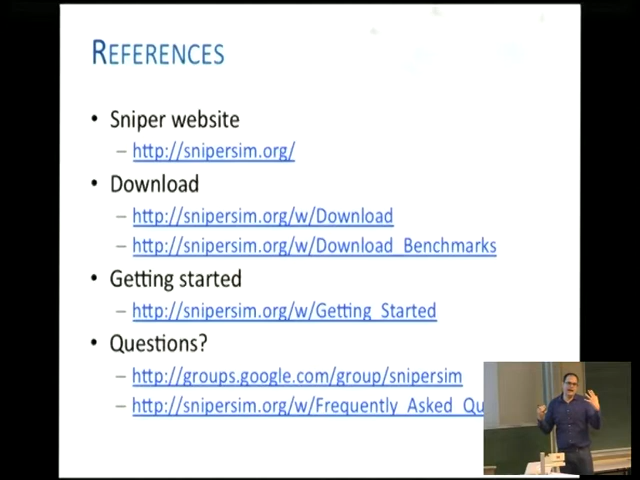 REFERENCES
• Sniper website
– http://snipersim.org/
• Download
– http://snipersim.org/w/Download
– http://snipersim.org/w/Download_Benchmarks
• Getting started
– http://snipersim.org/w/Getting_Started
• Questions?
– http://groups.google.com/group/snipersim
– http://snipersim.org/w/Frequently_Asked_Qu